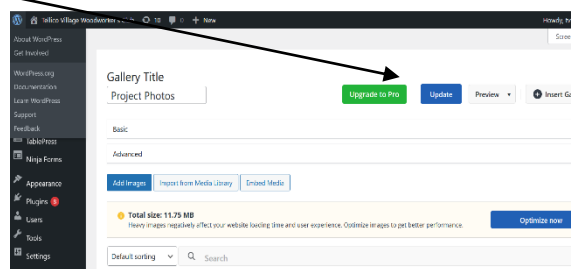 Tellico Village Woodworkers 10 0 + New Howdy,
About WordPress
Get Involved
WordPress.org
Documentation
Learn WordPress
Support
Feedback
TablePress
Ninja Forms
Appearance
Plugins
Users
Tools
Settings
Gallery Title
Project Photos
Upgrade to Pro
Update
Preview
Insert
Basic
Advanced
Add Images
Import from Media Library
Embed Media
Total size: 11.75 MB
Heavy images negatively affect your website loading time and user experience. Optimize images to get better performance.
Optimize now
Default sorting
Search